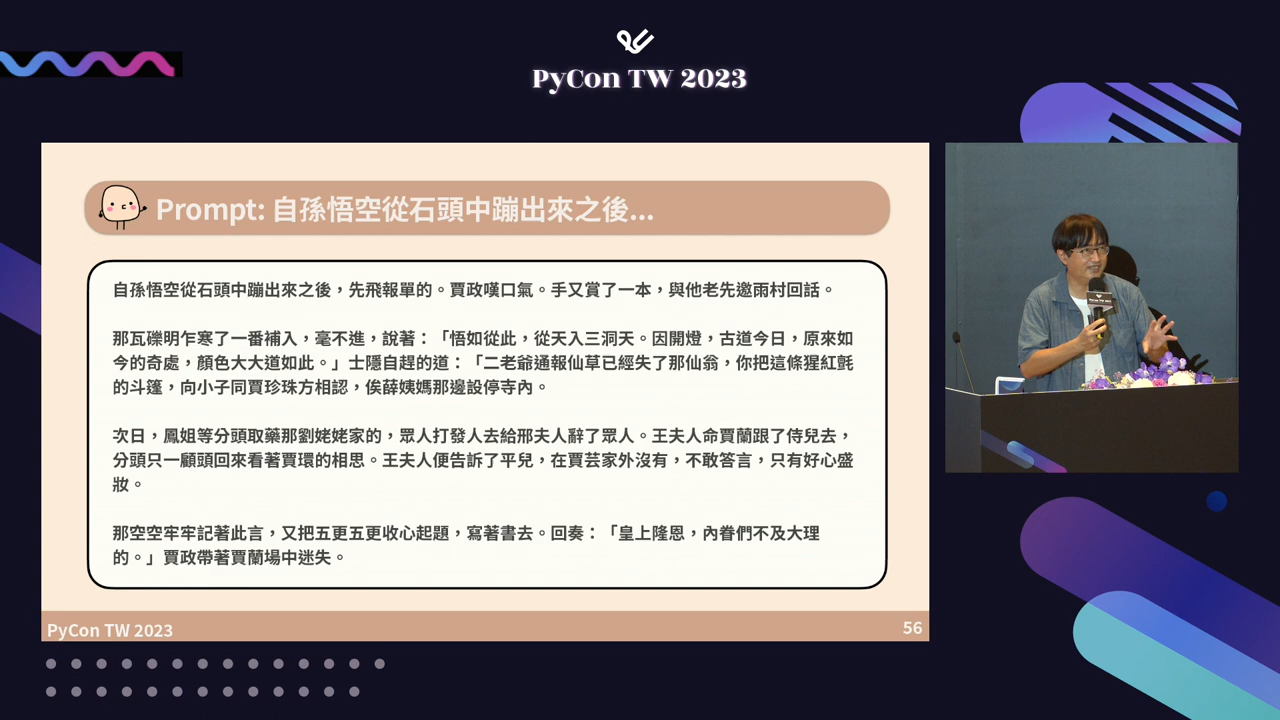 PyCon TW 2023
Prompt: 自孫悟空從石頭中蹦出來之後...
自孫悟空從石頭中蹦出來之後，先飛報單的。賈政嘆口氣。手又賞了一本，與他老先邀雨村回話。
那瓦礫明乍寒了一番補入，毫不進，說著：「悟如從此，從天入三洞天。因開燈，古道今日，原來如
今的奇處，顏色大大道如此。」士隱自趕的道：「二老爺通報仙草已經失了那仙翁，你把這條猩紅氈
的斗篷，向小子同賈珍珠方相認，俟薛姨媽那邊設停寺內。
次日，鳳姐等分頭取藥那劉姥姥家的，眾人打發人去給邢夫人辭了眾人。王夫人命賈蘭跟了侍兒去，
分頭只一顧頭回來看著賈環的相思。王夫人便告訴了平兒，在賈芸家外沒有，不敢答言，只有好心盛
妝。
那空空牢牢記著此言，又把五更五更收心起題，寫著書去。回奏：「皇上隆恩，內眷們不及大理
的。」賈政帶著賈蘭場中迷失。
PyCon TW 2023
56